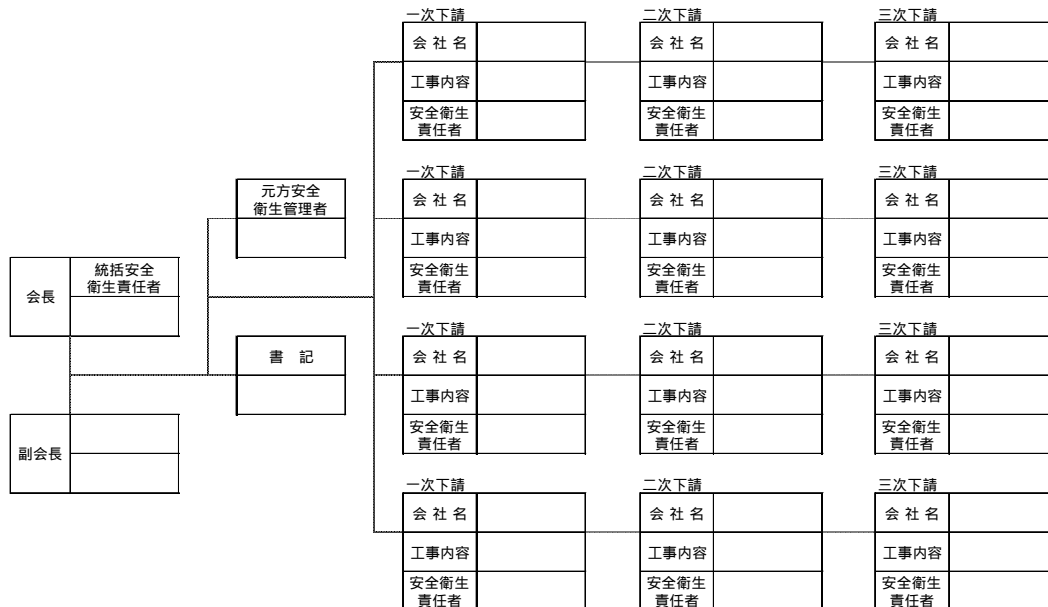 一次下請 二次下請 三次下請
会 社 名 会 社 名 会 社 名
工事内容 工事内容 工事内容
安全衛生 安全衛生 安全衛生
責任者 責任者 責任者
一次下請 二次下請 三次下請
元方安全
衛生管理者
会 社 名 会 社 名 会 社 名
工事内容 工事内容 工事内容
安全衛生 安全衛生 安全衛生
責任者 責任者 責任者
会長
統括安全
衛生責任者
一次下請 二次下請 三次下請
書 記
会 社 名 会 社 名 会 社 名
工事内容 工事内容 工事内容
安全衛生 安全衛生 安全衛生
責任者 責任者 責任者
副会長
一次下請 二次下請 三次下請
会 社 名 会 社 名 会 社 名
工事内容 工事内容 工事内容
安全衛生 安全衛生 安全衛生
責任者 責任者 責任者